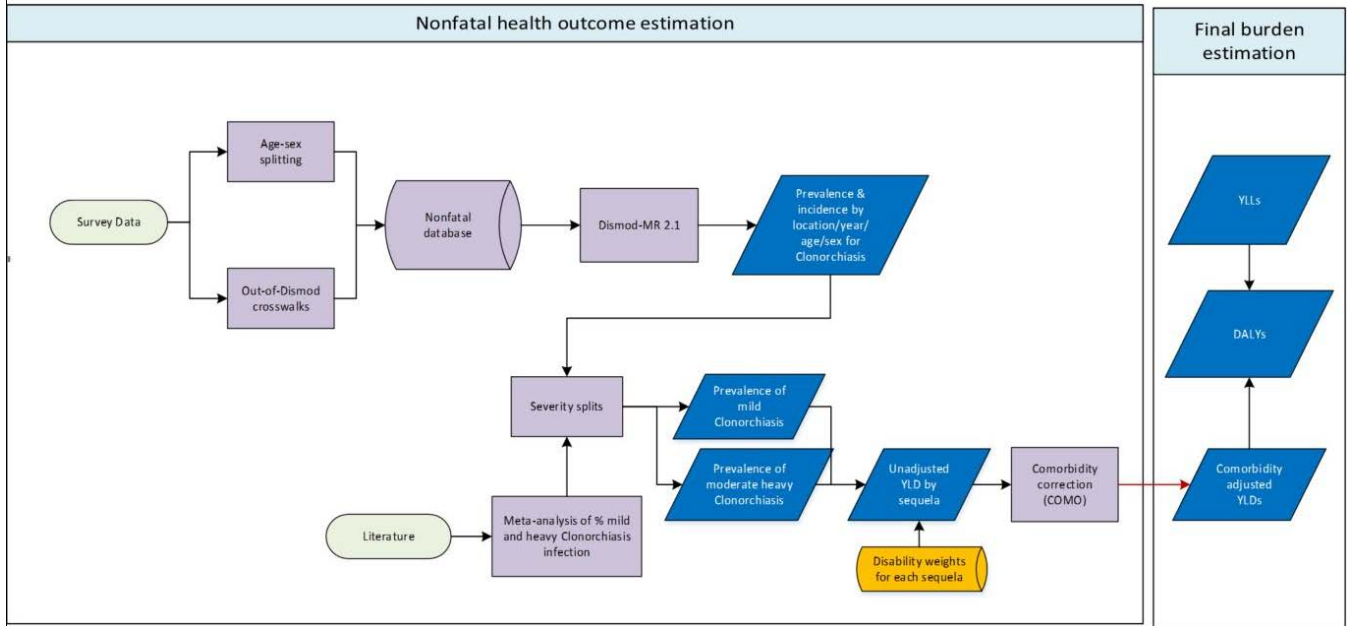 Nonfatal health outcome estimation
Final burden
estimation
Age-sex
splitting
Survey Data
Out-of-Dismod
crosswalks
Nonfatal
database
Dismod-MR 2.1
Prevalence &
incidence by
location/year/
age/sex for
Clonorchiasis
YLLs
DALYs
Severity splits
Prevalence of
mild
Clonorchiasis
Prevalence of
moderate heavy
Clonorchiasis
Unadjusted
YLD by
sequela
Comorbidity
correction
(COMO)
Comorbidity
adjusted
YLDs
Literature
Meta-analysis of % mild
and heavy Clonorchiasis
infection
Disability weights
for each sequela